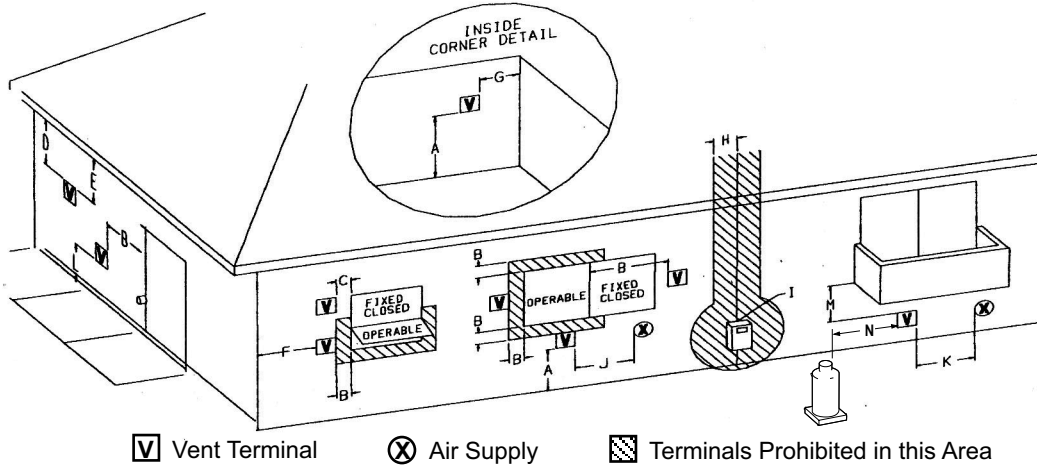 INSIDE
CORNER DETAIL
G
V
A
H
D
E
V
B
V
L
C
V
FIXED
CLOSED
OPERABLE
F
V
B
B
B
OPERABLE
FIXED
CLOSED
V
V
B
B
V
X
A
J
I
M
N
V
X
K
V Vent Terminal
X Air Supply
Terminals Prohibited in this Area